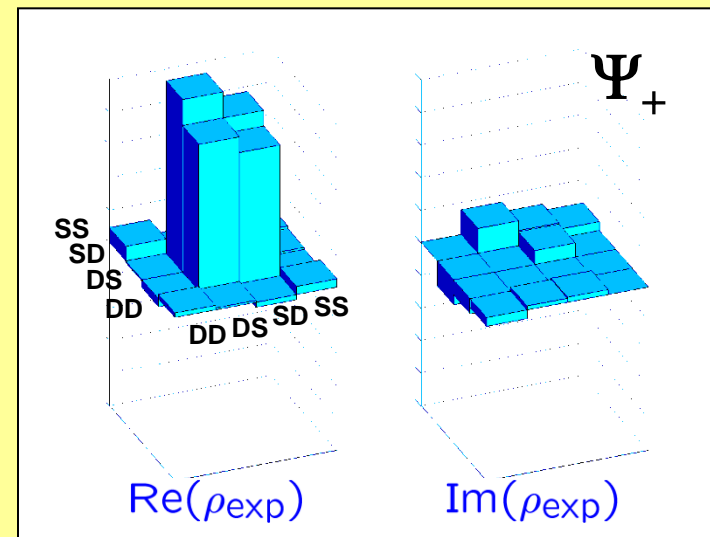 Ψ+
SS
SD
DS
DD
DD DS SD SS
Re(ρexp) Im(ρexp)